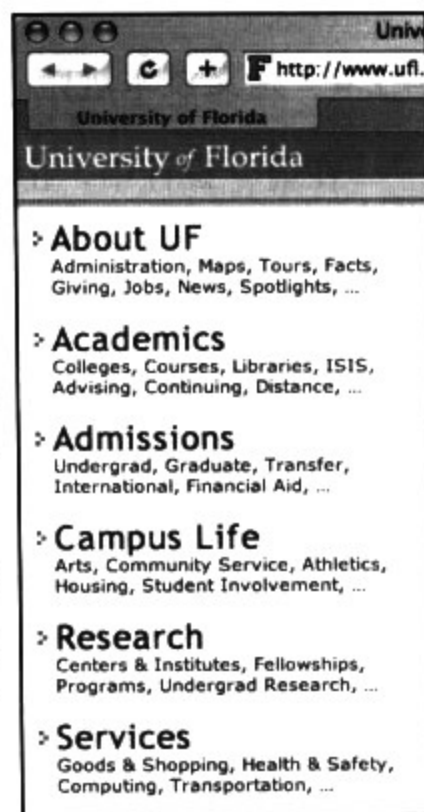 Unive
F http://www.ufl.
University of Florida
University of Florida
About UF
Administration, Maps, Tours, Facts,
Giving, Jobs, News, Spotlights, ...
Academics
Colleges, Courses, Libraries, ISIS,
Advising, Continuing, Distance, ...
Admissions
Undergrad, Graduate, Transfer,
International, Financial Aid, ...
Campus Life
Arts, Community Service, Athletics,
Housing, Student Involvement, ...
Research
Centers & Institutes, Fellowships,
Programs, Undergrad Research, ...
Services
Goods & Shopping, Health & Safety,
Computing, Transportation, ...